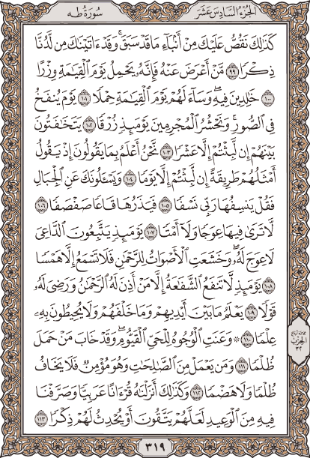 الجزء السادس عشر سورة طه
كَذَٰلِكَ نَقُصُّ عَلَيْكَ مِنْ أَنۢبَآءِ مَا قَدْ سَبَقَ ۚ وَقَدْ ءَاتَيْنَٰكَ مِن لَّدُنَّا
ذِكْرًا ٩٩ مَّنْ أَعْرَضَ عَنْهُ فَإِنَّهُۥ يَحْمِلُ يَوْمَ ٱلْقِيَٰمَةِ وِزْرًا
١٠٠ خَٰلِدِينَ فِيهِ ۖ وَسَآءَ لَهُمْ يَوْمَ ٱلْقِيَٰمَةِ حِمْلًا ١٠١ يَوْمَ يُنفَخُ
فِى ٱلصُّورِ ۚ وَنَحْشُرُ ٱلْمُجْرِمِينَ يَوْمَئِذٍ زُرْقًا ١٠٢ يَتَخَٰفَتُونَ
بَيْنَهُمْ إِن لَّبِثْتُمْ إِلَّا عَشْرًا ١٠٣ نَّحْنُ أَعْلَمُ بِمَا يَقُولُونَ إِذْ يَقُولُ
أَمْثَلُهُمْ طَرِيقَةً إِن لَّبِثْتُمْ إِلَّا يَوْمًا ١٠٤ وَيَسْـَٔلُونَكَ عَنِ ٱلْجِبَالِ
فَقُلْ يَنسِفُهَا رَبِّى نَسْفًا ١٠٥ فَيَذَرُهَا قَاعًا صَفْصَفًا ١٠٦
لَّا تَرَىٰ فِيهَا عِوَجًا وَلَآ أَمْتًا ١٠٧ يَوْمَئِذٍ يَتَّبِعُونَ ٱلدَّاعِىَ
لَا عِوَجَ لَهُۥ ۖ وَخَشَعَتِ ٱلْأَصْوَاتُ لِلرَّحْمَٰنِ فَلَا تَسْمَعُ إِلَّا هَمْسًا
١٠٨ يَوْمَئِذٍ لَّا تَنفَعُ ٱلشَّفَٰعَةُ إِلَّا مَنْ أَذِنَ لَهُ ٱلرَّحْمَٰنُ وَرَضِىَ لَهُۥ
قَوْلًا ١٠٩ يَعْلَمُ مَا بَيْنَ أَيْدِيهِمْ وَمَا خَلْفَهُمْ وَلَا يُحِيطُونَ بِهِۦ
عِلْمًا ١١٠ ۞ وَعَنَتِ ٱلْوُجُوهُ لِلْحَىِّ ٱلْقَيُّومِ ۖ وَقَدْ خَابَ مَنْ حَمَلَ
ظُلْمًا ١١١ وَمَن يَعْمَلْ مِنَ ٱلصَّٰلِحَٰتِ وَهُوَ مُؤْمِنٌ فَلَا يَخَافُ
ظُلْمًا وَلَا هَضْمًا ١١٢ وَكَذَٰلِكَ أَنزَلْنَٰهُ قُرْءَانًا عَرَبِيًّا وَصَرَّفْنَا
فِيهِ مِنَ ٱلْوَعِيدِ لَعَلَّهُمْ يَتَّقُونَ أَوْ يُحْدِثُ لَهُمْ ذِكْرًا ١١٣
٣١٩